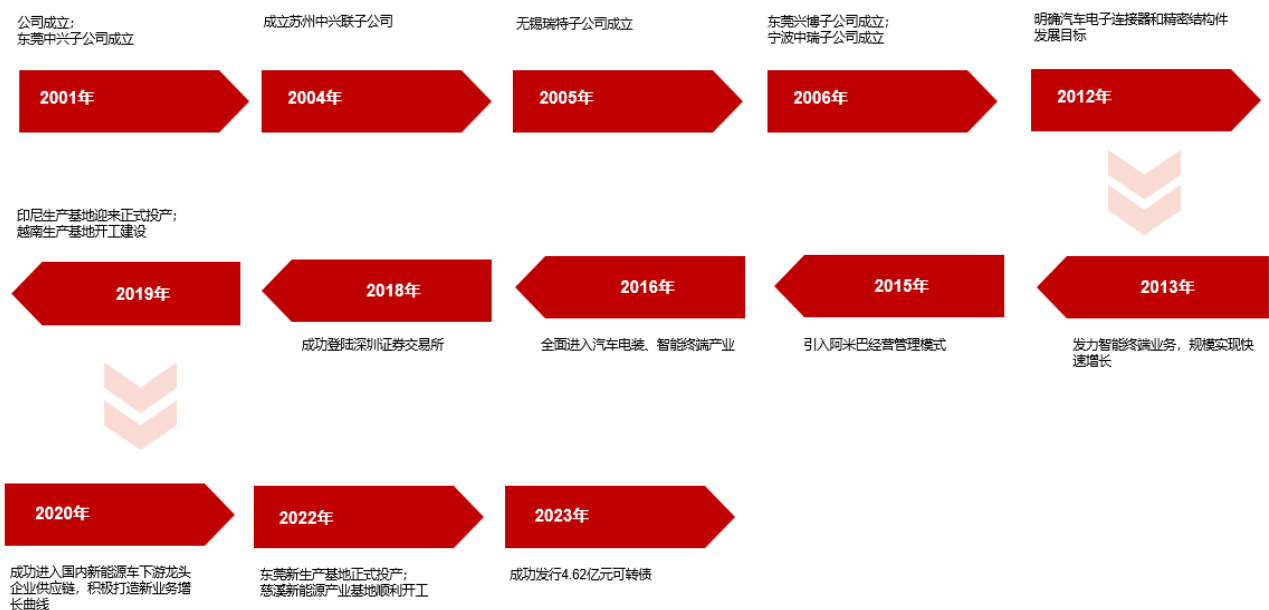 公司成立；
东莞中兴子公司成立
成立苏州中兴联子公司
无锡瑞特子公司成立
东莞兴博子公司成立；
宁波中瑞子公司成立
明确汽车电子连接器和精密结构件
发展目标
2001年
2004年
2005年
2006年
2012年
印尼生产基地迎来正式投产；
越南生产基地开工建设
2013年
发力智能终端业务，规模实现快
速增长
2015年
引入阿米巴经营管理模式
2016年
全面进入汽车电装、智能终端产业
2018年
成功登陆深圳证券交易所
2019年
2020年
成功进入国内新能源车下游龙头
企业供应链，积极打造新业务增
长曲线
2022年
东莞新生产基地正式投产；
慈溪新能源产业基地顺利开工
2023年
成功发行4.62亿元可转债